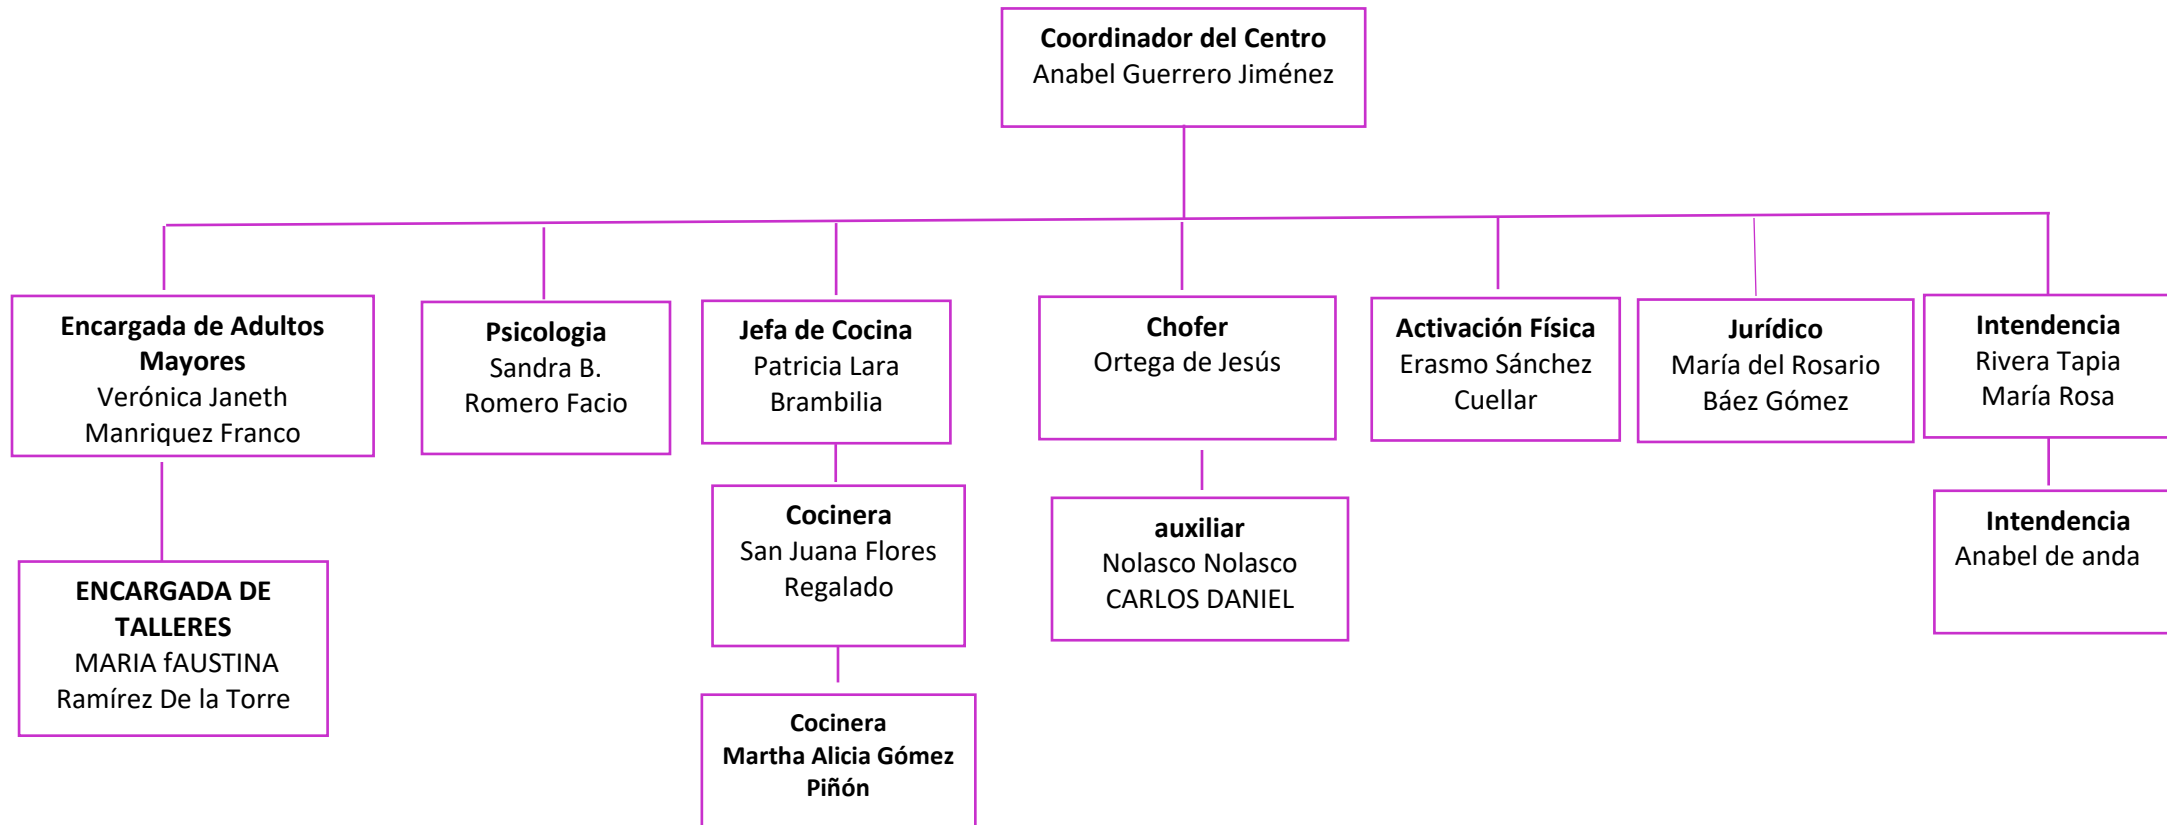 Coordinador del Centro
Anabel Guerrero Jiménez
Encargada de Adultos
Mayores
Verónica Janeth
Manriquez Franco
Psicologia
Sandra B.
Romero Facio
Jefa de Cocina
Patricia Lara
Brambilia
Chofer
Ortega de Jesús
Activación Física
Erasmo Sánchez
Cuellar
Jurídico
María del Rosario
Báez Gómez
Intendencia
Rivera Tapia
María Rosa
ENCARGADA DE
TALLERES
MARIA fAUSTINA
Ramírez De la Torre
Cocinera
San Juana Flores
Regalado
auxiliar
Nolasco Nolasco
CARLOS DANIEL
Intendencia
Anabel de anda
Cocinera
Martha Alicia Gómez
Piñón